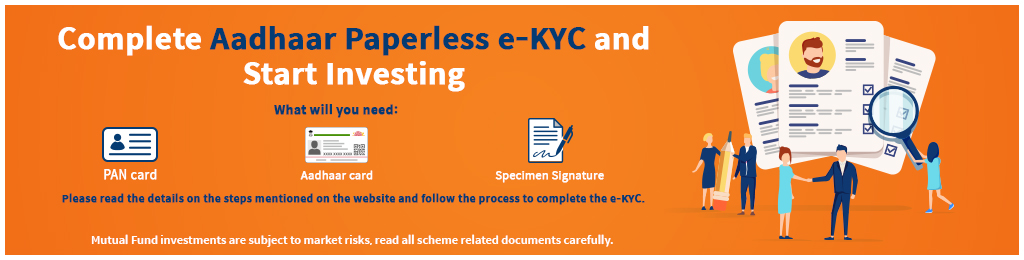 Complete Aadhaar Paperless e-KYC and
Start Investing
What will you need:
PAN card
Aadhaar card
Specimen Signature
Please read the details on the steps mentioned on the website and follow the process to complete the e-KYC.
Mutual Fund investments are subject to market risks, read all scheme related documents carefully.